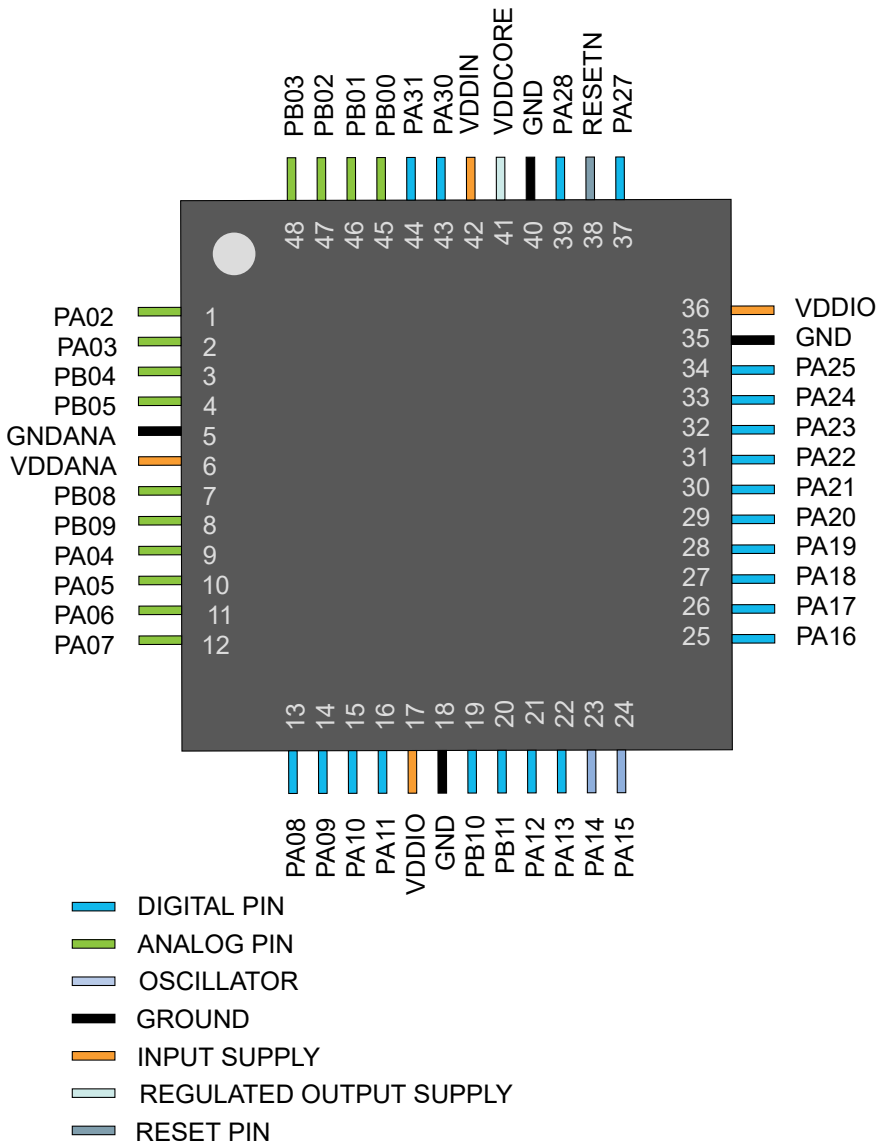 PB03
PB02
PB01
PB00
PA31
PA30
VDDIN
VDDCORE
GND
PA28
RESETN
PA27
48
47
46
45
44
43
42
41
40
39
38
37
PA02 1
PA03 2
PB04 3
PB05 4
GNDANA 5
VDDANA 6
PB08 7
PB09 8
PA04 9
PA05 10
PA06 11
PA07 12
36 VDDIO
35 GND
34 PA25
33 PA24
32 PA23
31 PA22
30 PA21
29 PA20
28 PA19
27 PA18
26 PA17
25 PA16
13
14
15
16
17
18
19
20
21
22
23
24
PA08
PA09
PA10
PA11
VDDIO
GND
PB10
PB11
PA12
PA13
PA14
PA15
DIGITAL PIN
ANALOG PIN
OSCILLATOR
GROUND
INPUT SUPPLY
REGULATED OUTPUT SUPPLY
RESET PIN